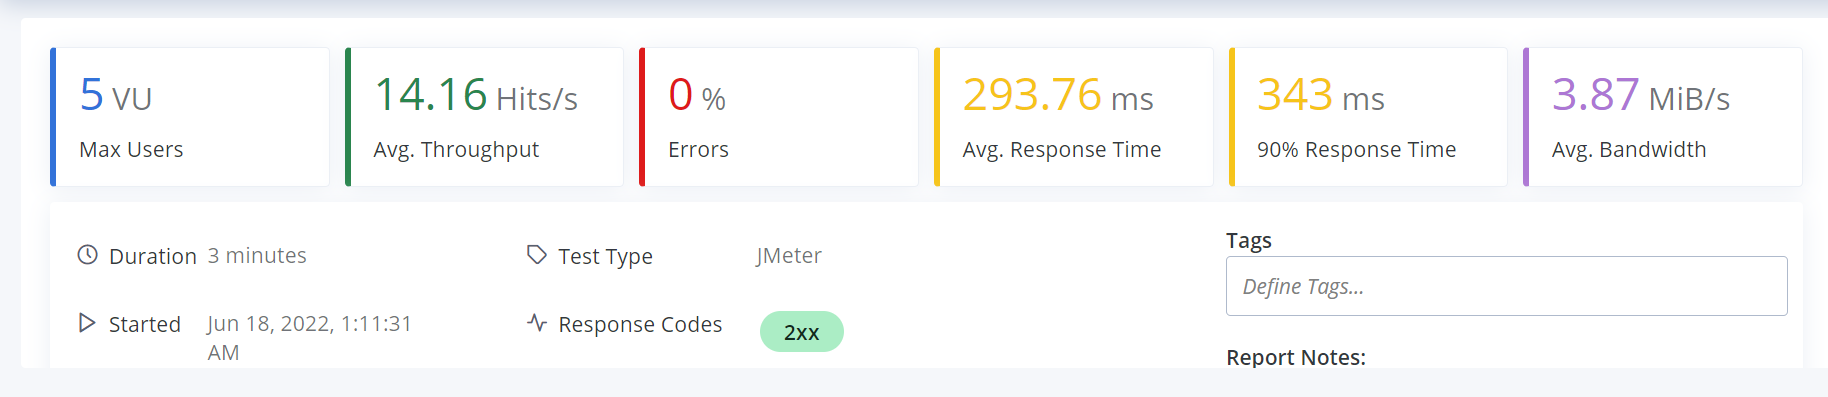 5 VU
Max Users
14.16 Hits/s
Avg. Throughput
0 %
Errors
293.76 ms
Avg. Response Time
343 ms
90% Response Time
3.87 MiB/s
Avg. Bandwidth
Duration 3 minutes
Started Jun 18, 2022, 1:11:31
AM
Test Type JMeter
Response Codes 2xx
Tags
Define Tags...
Report Notes: